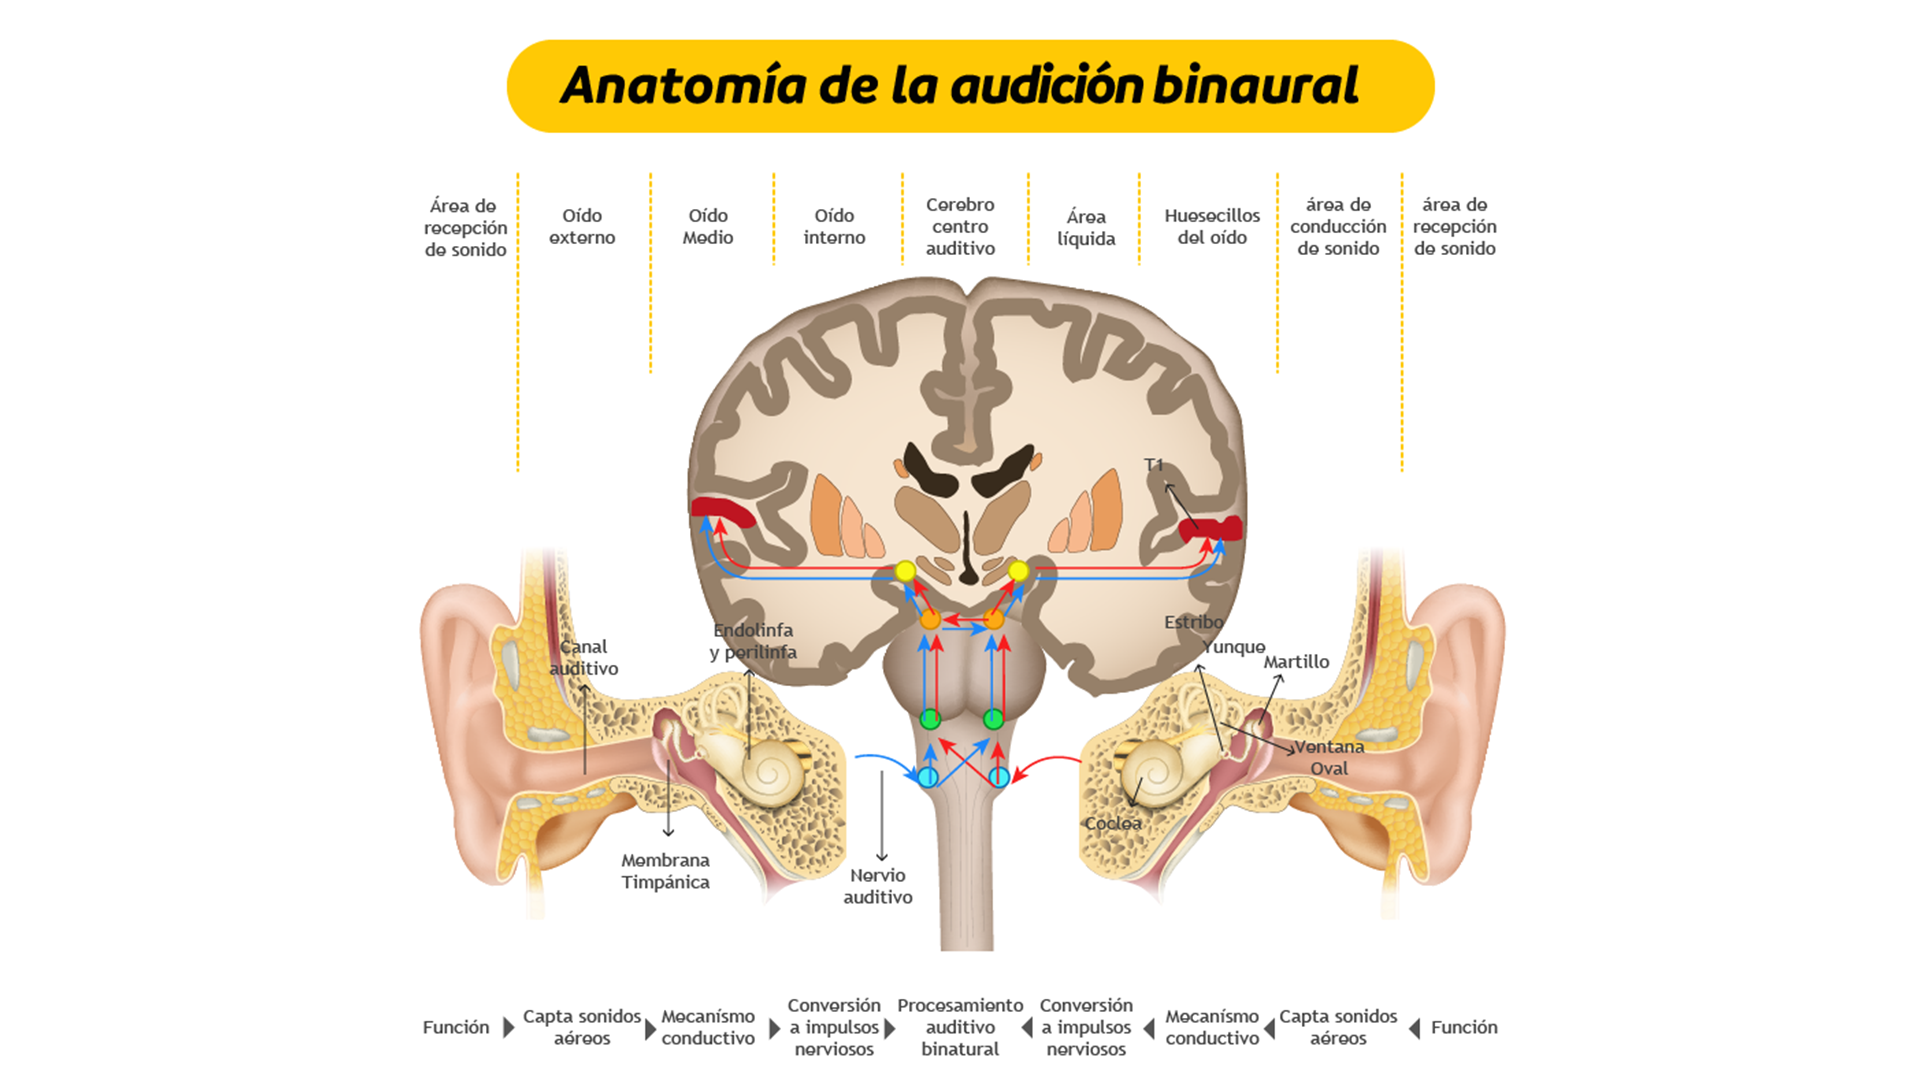 Anatomía de la audición binaural
Área de
recepción
de sonido
Oído
externo
Oído
Medio
Oído
interno
Cerebro
centro
auditivo
Área
líquida
Huesecillos
del oído
área de
conducción
de sonido
área de
recepción
de sonido
T1
Canal
auditivo
Endolinfa
y perilinfa
Estribo
Yunque
Martillo
Ventana
Oval
Coclea
Membrana
Timpánica
Nervio
auditivo
Función
Capta sonidos
aéreos
Mecanísmo
conductivo
Conversión
a impulsos
nerviosos
Procesamiento
auditivo
binatural
Conversión
a impulsos
nerviosos
Mecanísmo
conductivo
Capta sonidos
aéreos
Función